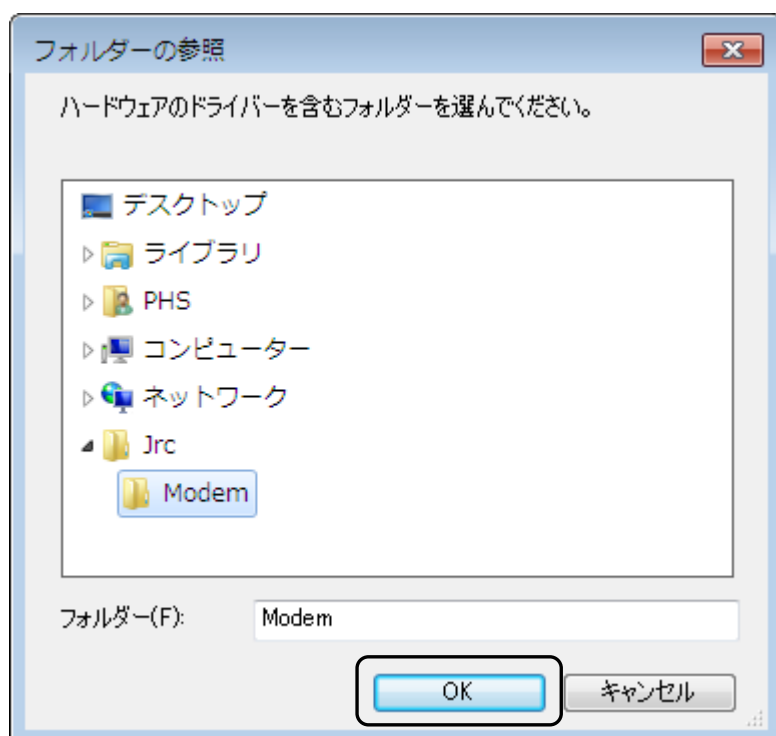 フォルダーの参照
ハードウェアのドライバーを含むフォルダーを選んでください。
デスクトップ
ライブラリ
PHS
コンピューター
ネットワーク
Jrc
Modem
フォルダー(F): Modem
OK キャンセル